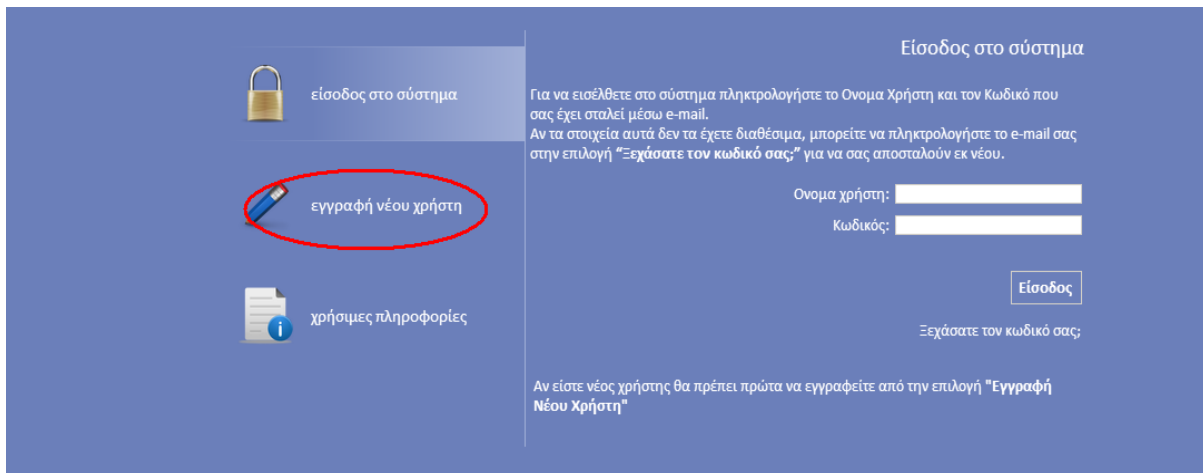 είσοδος στο σύστημα
εγγραφή νέου χρήστη
χρήσιμες πληροφορίες
Είσοδος στο σύστημα
Για να εισέλθετε στο σύστημα πληκτρολογήστε το Ονομα Χρήστη και τον Κωδικό που
σας έχει σταλεί μέσω e-mail.
Αν τα στοιχεία αυτά δεν τα έχετε διαθέσιμα, μπορείτε να πληκτρολογήστε το e-mail σας
στην επιλογή “Ξεχάσατε τον κωδικό σας;” για να σας αποσταλούν εκ νέου.
Ονομα χρήστη:
Κωδικός:
Είσοδος
Ξεχάσατε τον κωδικό σας;
Αν είστε νέος χρήστης θα πρέπει πρώτα να εγγραφείτε από την επιλογή "Εγγραφή
Νέου Χρήστη"